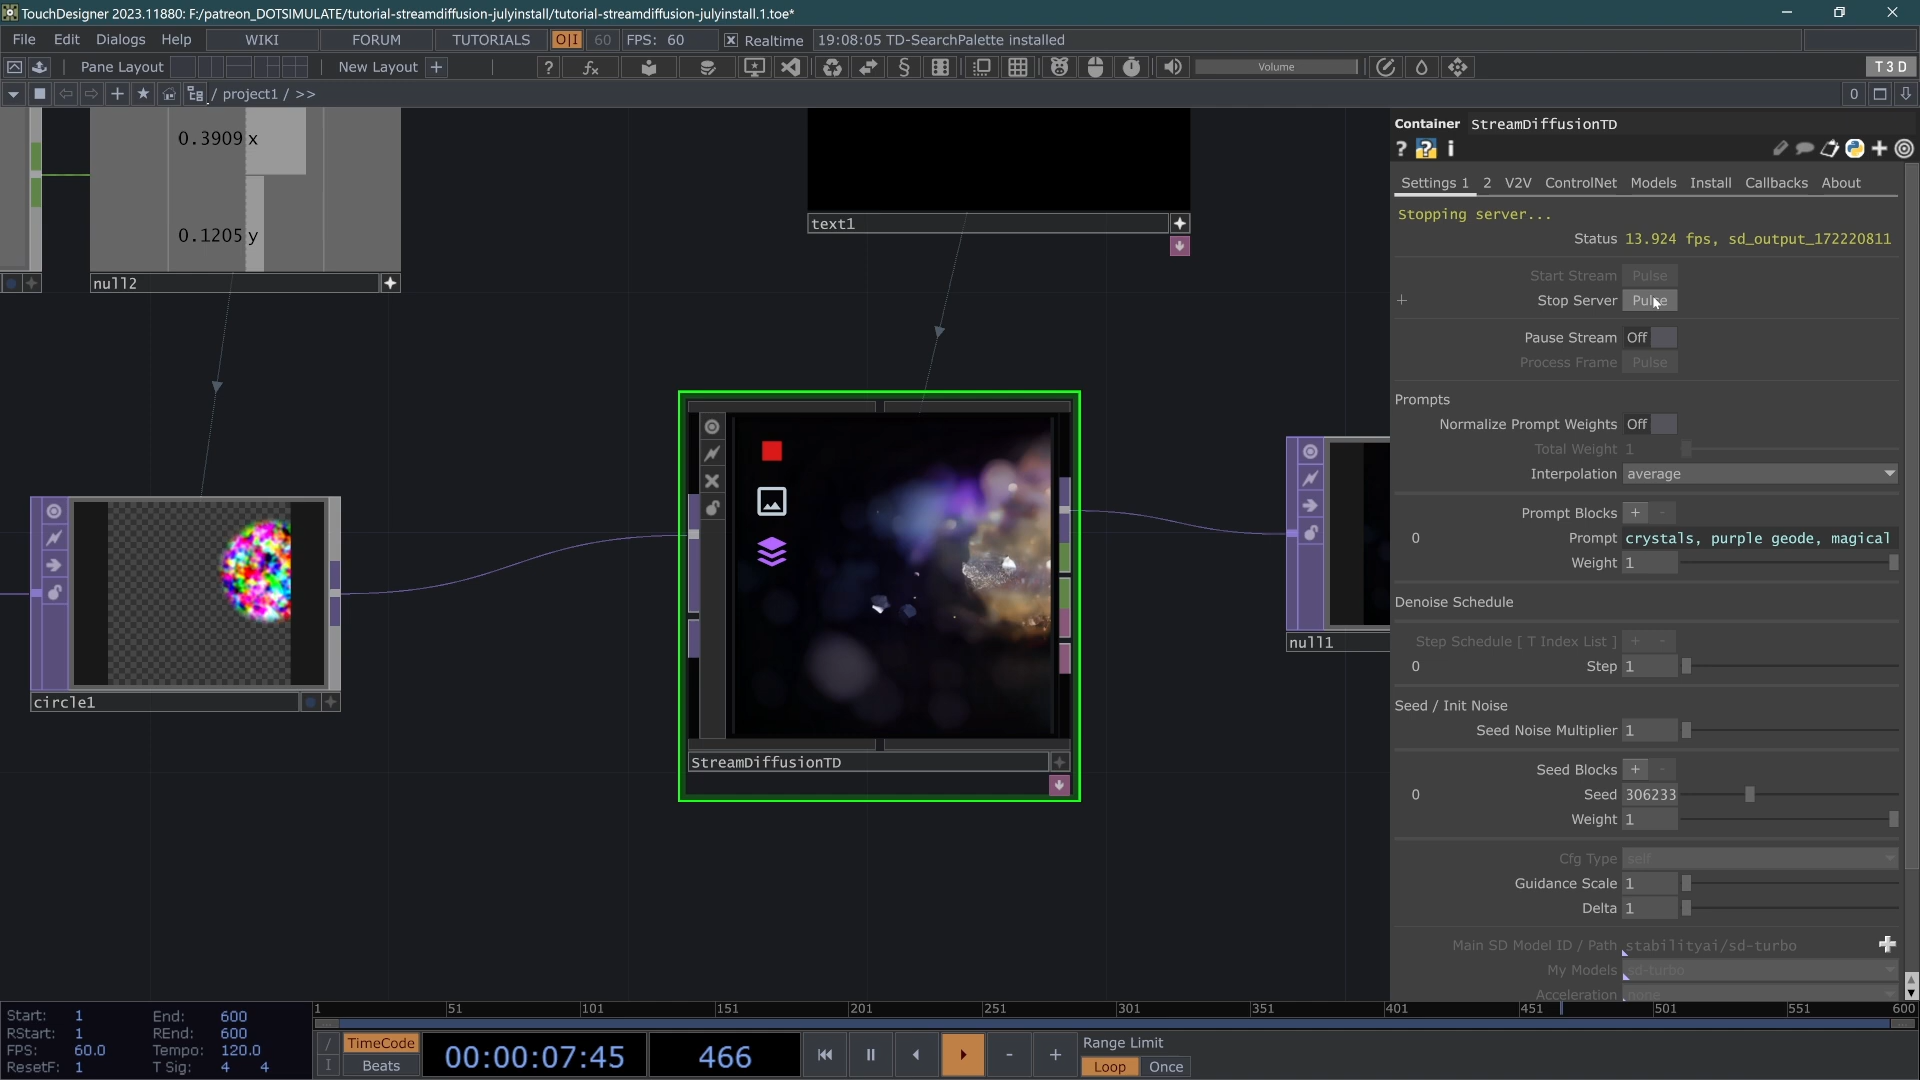 TouchDesigner 2023.11880: F:/patreon_DOTSIMULATE/tutorial-streamdiffusion-julyinstall/tutorial-streamdiffusion-julyinstall.1.toe*
File Edit Dialogs Help WIKI FORUM TUTORIALS O|I 60 FPS: 60 Realtime 19:08:05 TD-SearchPalette installed
Pane Layout New Layout + ? Volume T3D
/ project1 / >> 0
Container StreamDiffusionTD
Settings 1 2 V2V ControlNet Models Install Callbacks About
Stopping server...
Status 13.924 fps, sd_output_172220811
Start Stream Pulse
Stop Server Pulse
Pause Stream Off
Process Frame Pulse
Prompts
Normalize Prompt Weights Off
Total Weight 1
Interpolation average
Prompt Blocks + -
0 Prompt crystals, purple geode, magical
Weight 1
Denoise Schedule
Step Schedule [ T Index List ] + -
0 Step 1
Seed / Init Noise
Seed Noise Multiplier 1
Seed Blocks + -
0 Seed 306233
Weight 1
Cfg Type self
Guidance Scale 1
Delta 1
Main SD Model ID / Path stabilityai/sd-turbo
My Models sd-turbo
Acceleration none
0.3909 x
0.1205 y
null2
text1
circle1
StreamDiffusionTD
null1
1 51 101 151 201 251 301 351 401 451 501 551 600
Start: 1 End: 600
RStart: 1 REnd: 600
FPS: 60.0 Tempo: 120.0
ResetF: 1 T Sig: 4 4
TimeCode
Beats
00:00:07:45 466
Range Limit
Loop Once